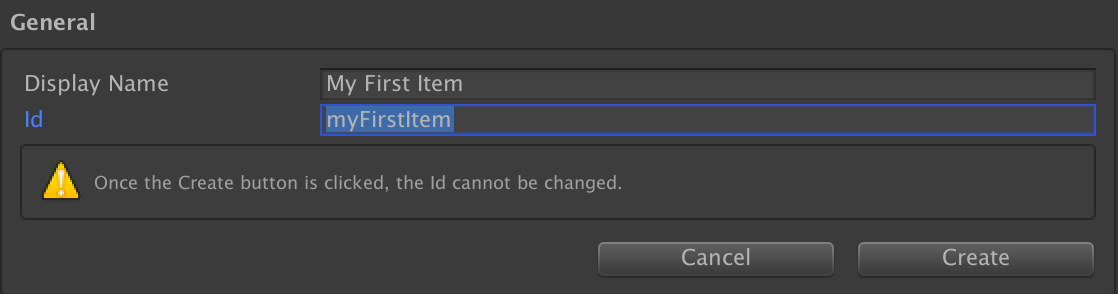 General
Display Name My First Item
Id myFirstItem
Once the Create button is clicked, the Id cannot be changed.
Cancel Create